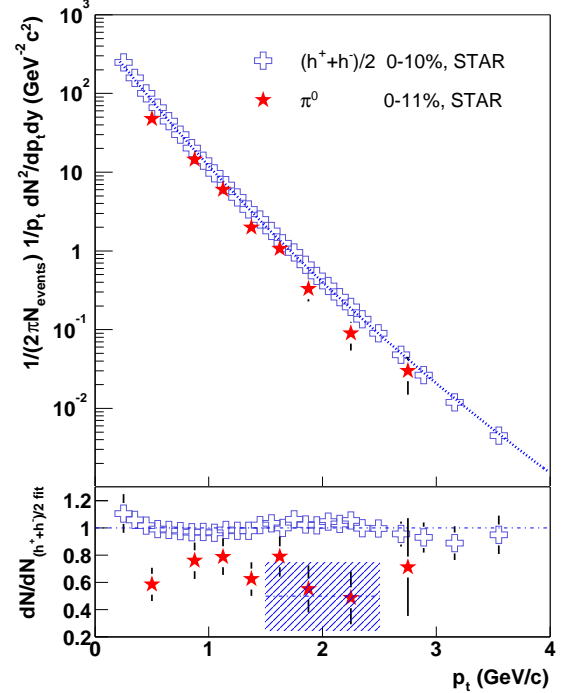 1/(2πN_events) 1/p_t dN²/dp_tdy (GeV⁻²c²)
10³
(h⁺+h⁻)/2 0-10%, STAR
π⁰ 0-11%, STAR
10²
10
1
10⁻¹
10⁻²
dN/dN_(h⁺+h⁻)/2 fit
1.2
1.0
0.8
0.6
0.4
0.2
0 1 2 3 4
p_t (GeV/c)